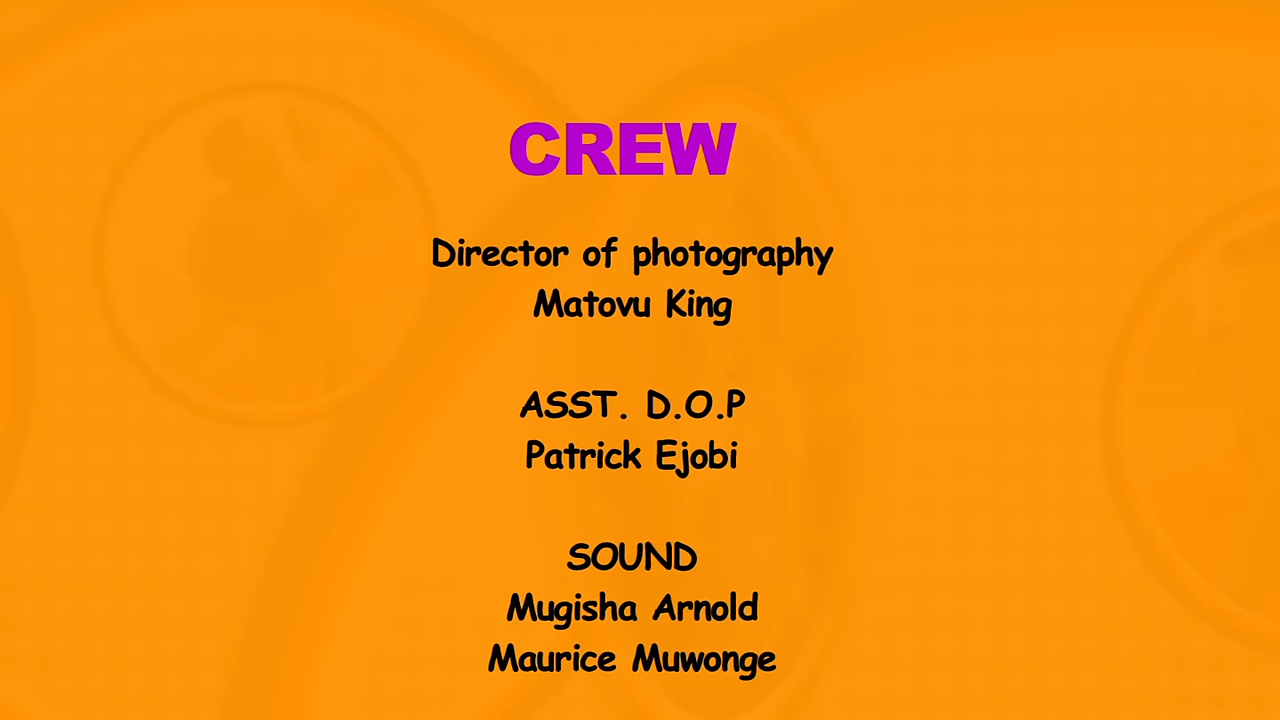 CREW
Director of photography
Matovu King
ASST. D.O.P
Patrick Ejobi
SOUND
Mugisha Arnold
Maurice Muwonge